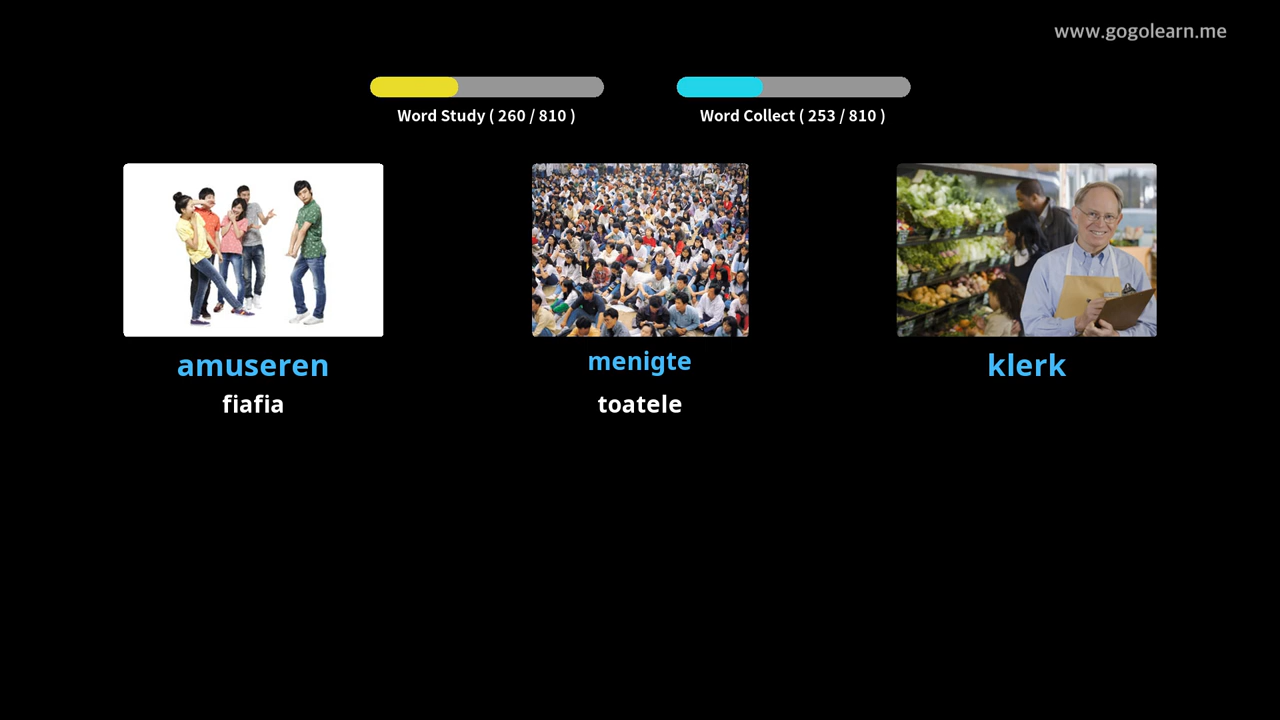 www.gogolearn.me
Word Study ( 260 / 810 )
Word Collect ( 253 / 810 )
amuseren
menigte
klerk
fiafia
toatele